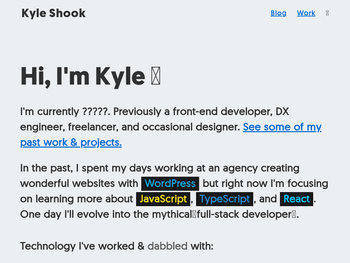 Kyle Shook
Blog Work
Hi, I'm Kyle
I'm currently ?????. Previously a front-end developer, DX
engineer, freelancer, and occasional designer. See some of my
past work & projects.
In the past, I spent my days working at an agency creating
wonderful websites with WordPress but right now I'm focusing
on learning more about JavaScript, TypeScript, and React.
One day I'll evolve into the mythical full-stack developer.
Technology I've worked & dabbled with: